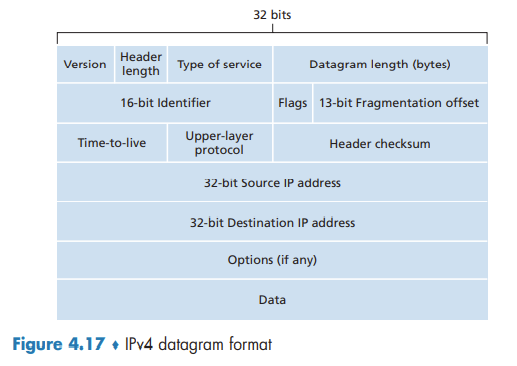 32 bits
Version
Header
length
Type of service
Datagram length (bytes)
16-bit Identifier
Flags
13-bit Fragmentation offset
Time-to-live
Upper-layer
protocol
Header checksum
32-bit Source IP address
32-bit Destination IP address
Options (if any)
Data
Figure 4.17 ♦ IPv4 datagram format